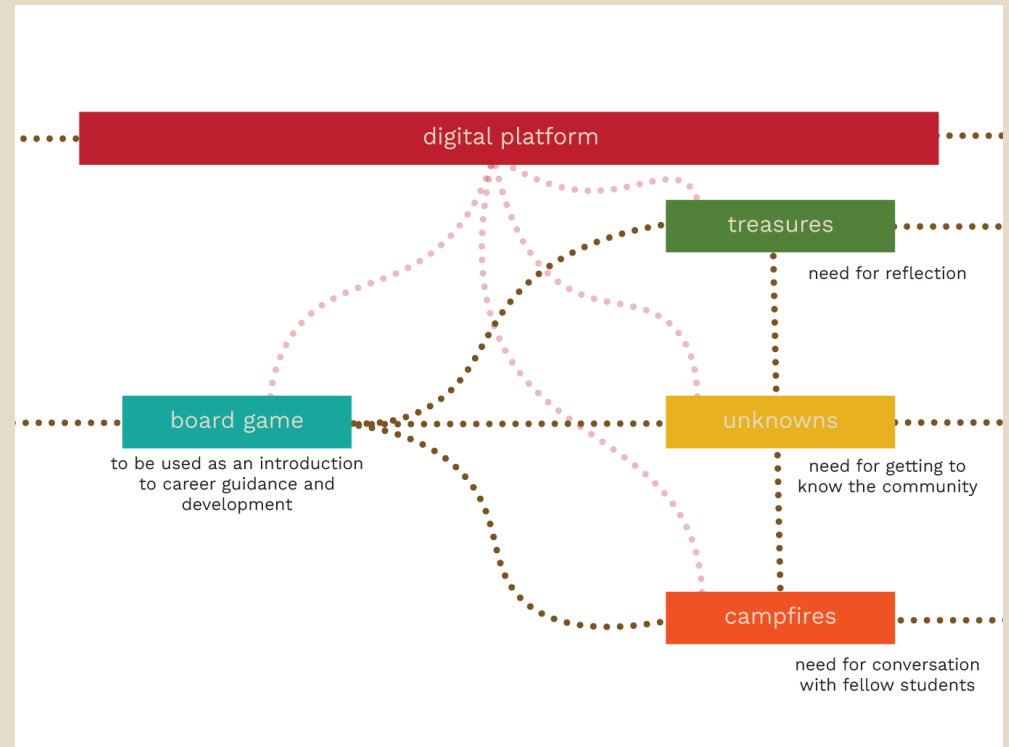 digital platform
treasures
need for reflection
board game
to be used as an introduction
to career guidance and
development
unknowns
need for getting to
know the community
campfires
need for conversation
with fellow students